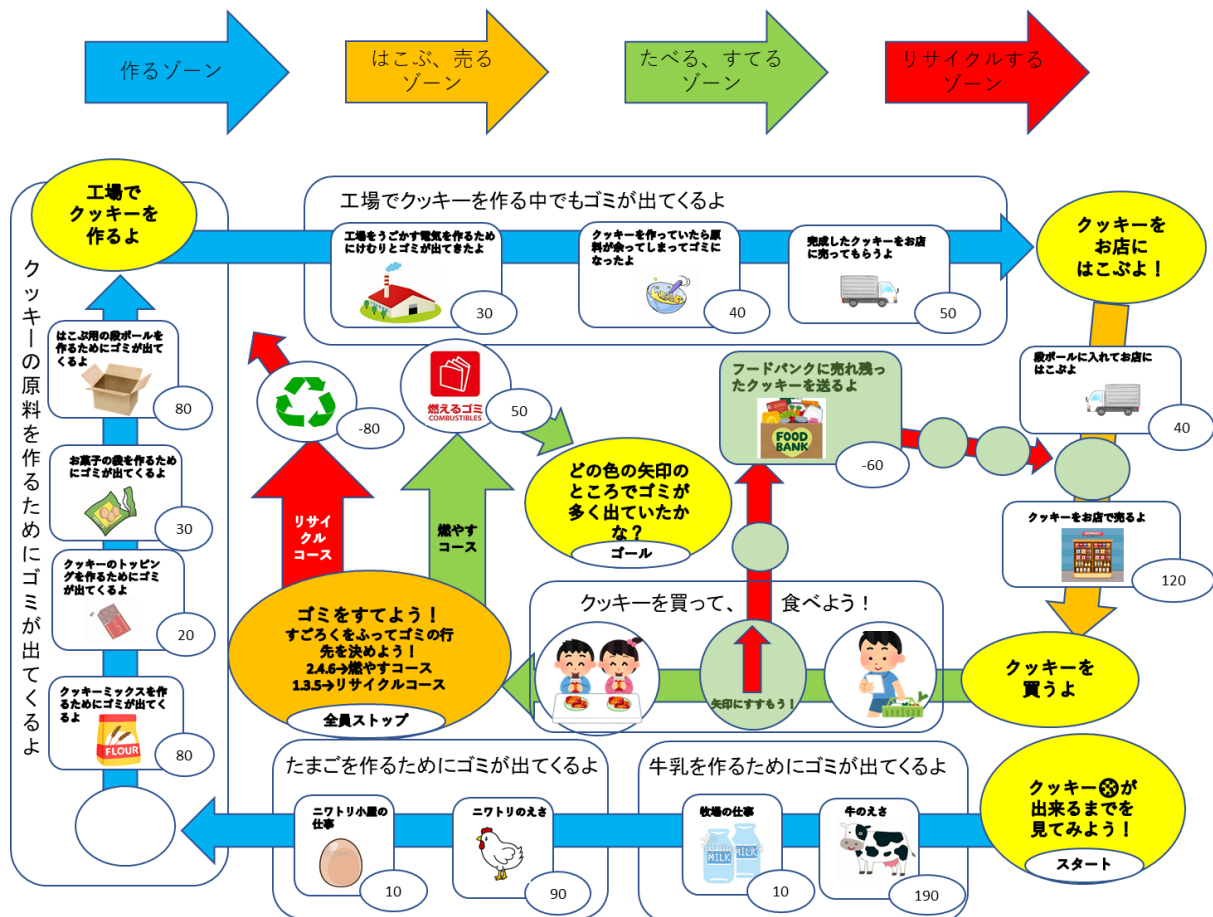 作るゾーン
はこぶ、売る
ゾーン
たべる、すてる
ゾーン
リサイクルする
ゾーン
工場で
クッキーを
作るよ
クッキーの原料を作るためにゴミが出てくるよ
はこぶ用の段ボールを
作るためにゴミが出て
くるよ
80
お菓子の袋を作るため
にゴミが出てくるよ
30
クッキーのトッピン
グを作るためにゴミ
が出てくるよ
20
クッキーミックスを作
るためにゴミが出てく
るよ
FLOUR
80
工場でクッキーを作る中でもゴミが出てくるよ
工場をうごかす電気を作るため
にけむりとゴミが出てきたよ
30
クッキーを作っていたら原
料が余ってしまってゴミに
なったよ
40
完成したクッキーをお店
に売ってもらうよ
50
クッキーを
お店に
はこぶよ!
段ボールに入れてお店に
はこぶよ
40
クッキーをお店で売るよ
120
クッキーを
買うよ
-80
燃えるゴミ
COMBUSTIBLES
50
フードバンクに売れ残っ
たクッキーを送るよ
FOOD
BANK
-60
どの色の矢印の
ところでゴミが
多く出ていたか
な?
ゴール
リサイ
クル
コース
燃やす
コース
ゴミをすてよう!
すごろくをふってゴミの行
先を決めよう!
2.4.6→燃やすコース
1.3.5→リサイクルコース
全員ストップ
クッキーを買って、 食べよう!
矢印にすすもう!
たまごを作るためにゴミが出てくるよ
ニワトリ小屋の
仕事
10
ニワトリのえさ
90
牛乳を作るためにゴミが出てくるよ
牧場の仕事
MILK
MILK
10
牛のえさ
190
クッキー🍪が
出来るまでを
見てみよう!
スタート